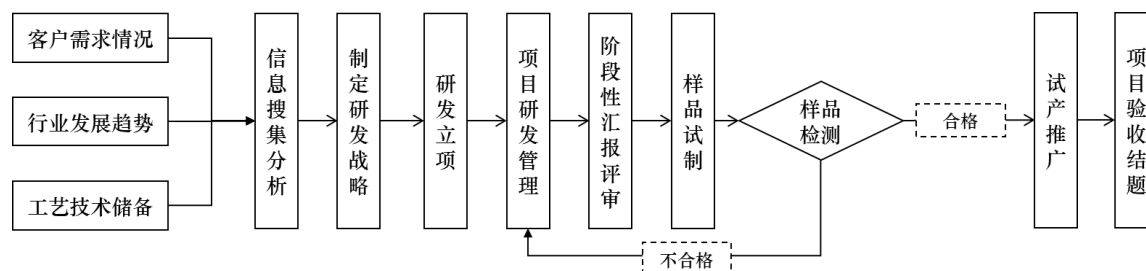 客户需求情况
行业发展趋势
工艺技术储备
信息搜集分析
制定研发战略
研发立项
项目研发管理
阶段性汇报评审
样品试制
样品
检测
合格
不合格
试产推广
项目验收结题